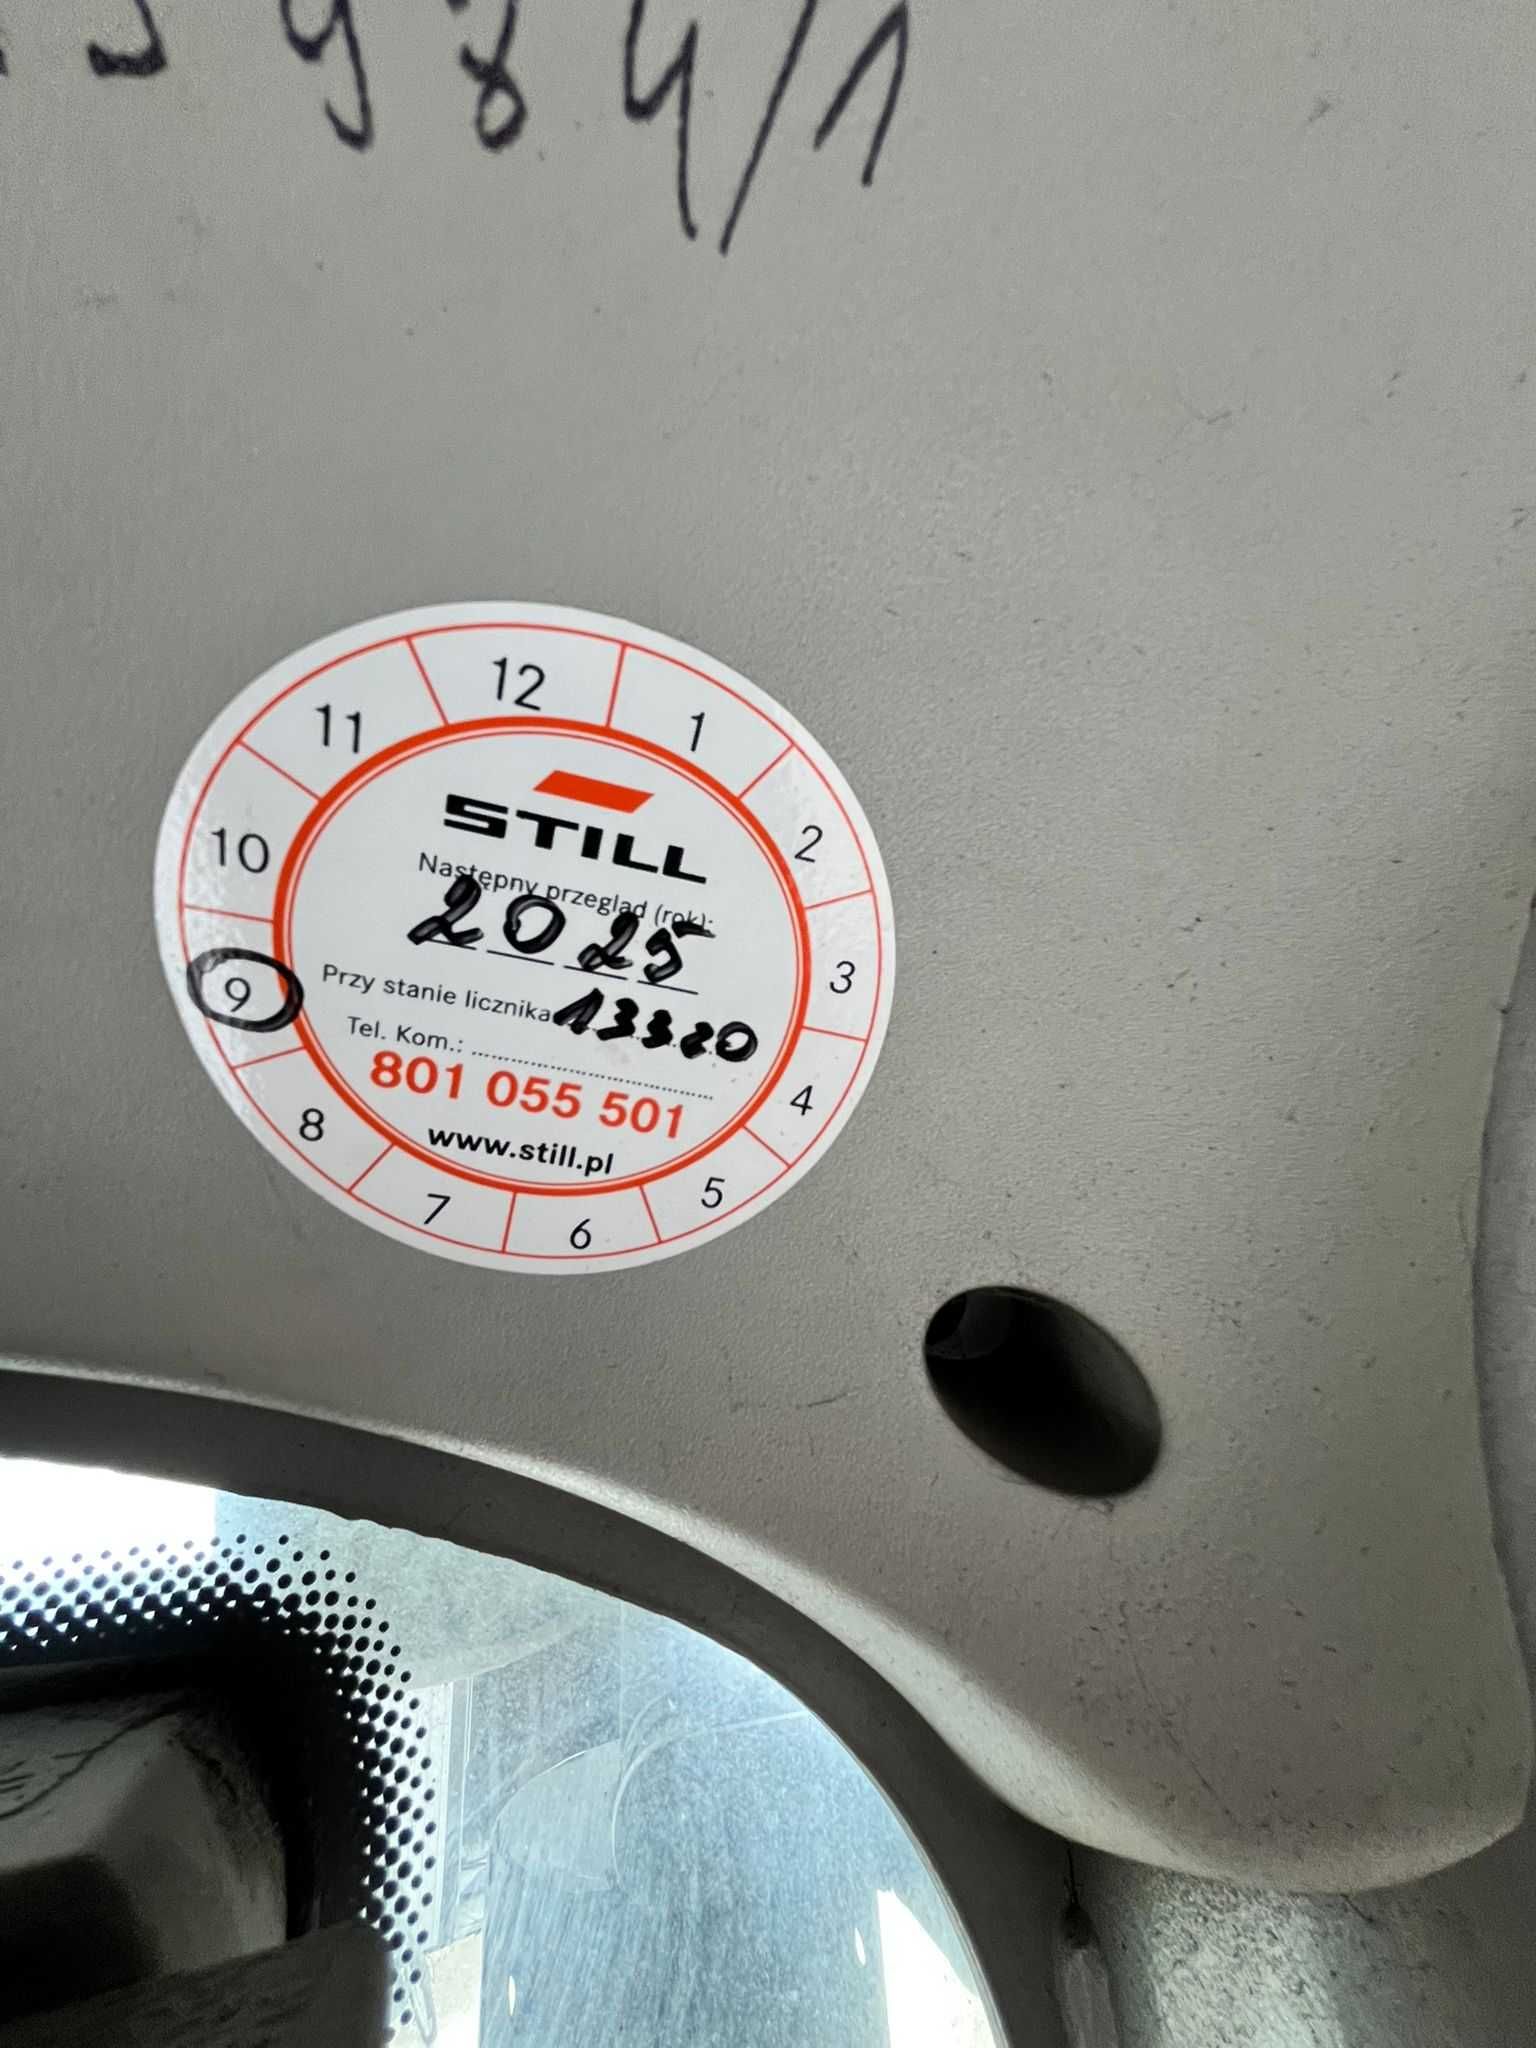 984/1
12
1
11
2
10
3
9
4
8
5
7
6
STILL
Następny przegląd (rok):
2025
Przy stanie licznika 13320
Tel. Kom.: ........................................
801 055 501
www.still.pl